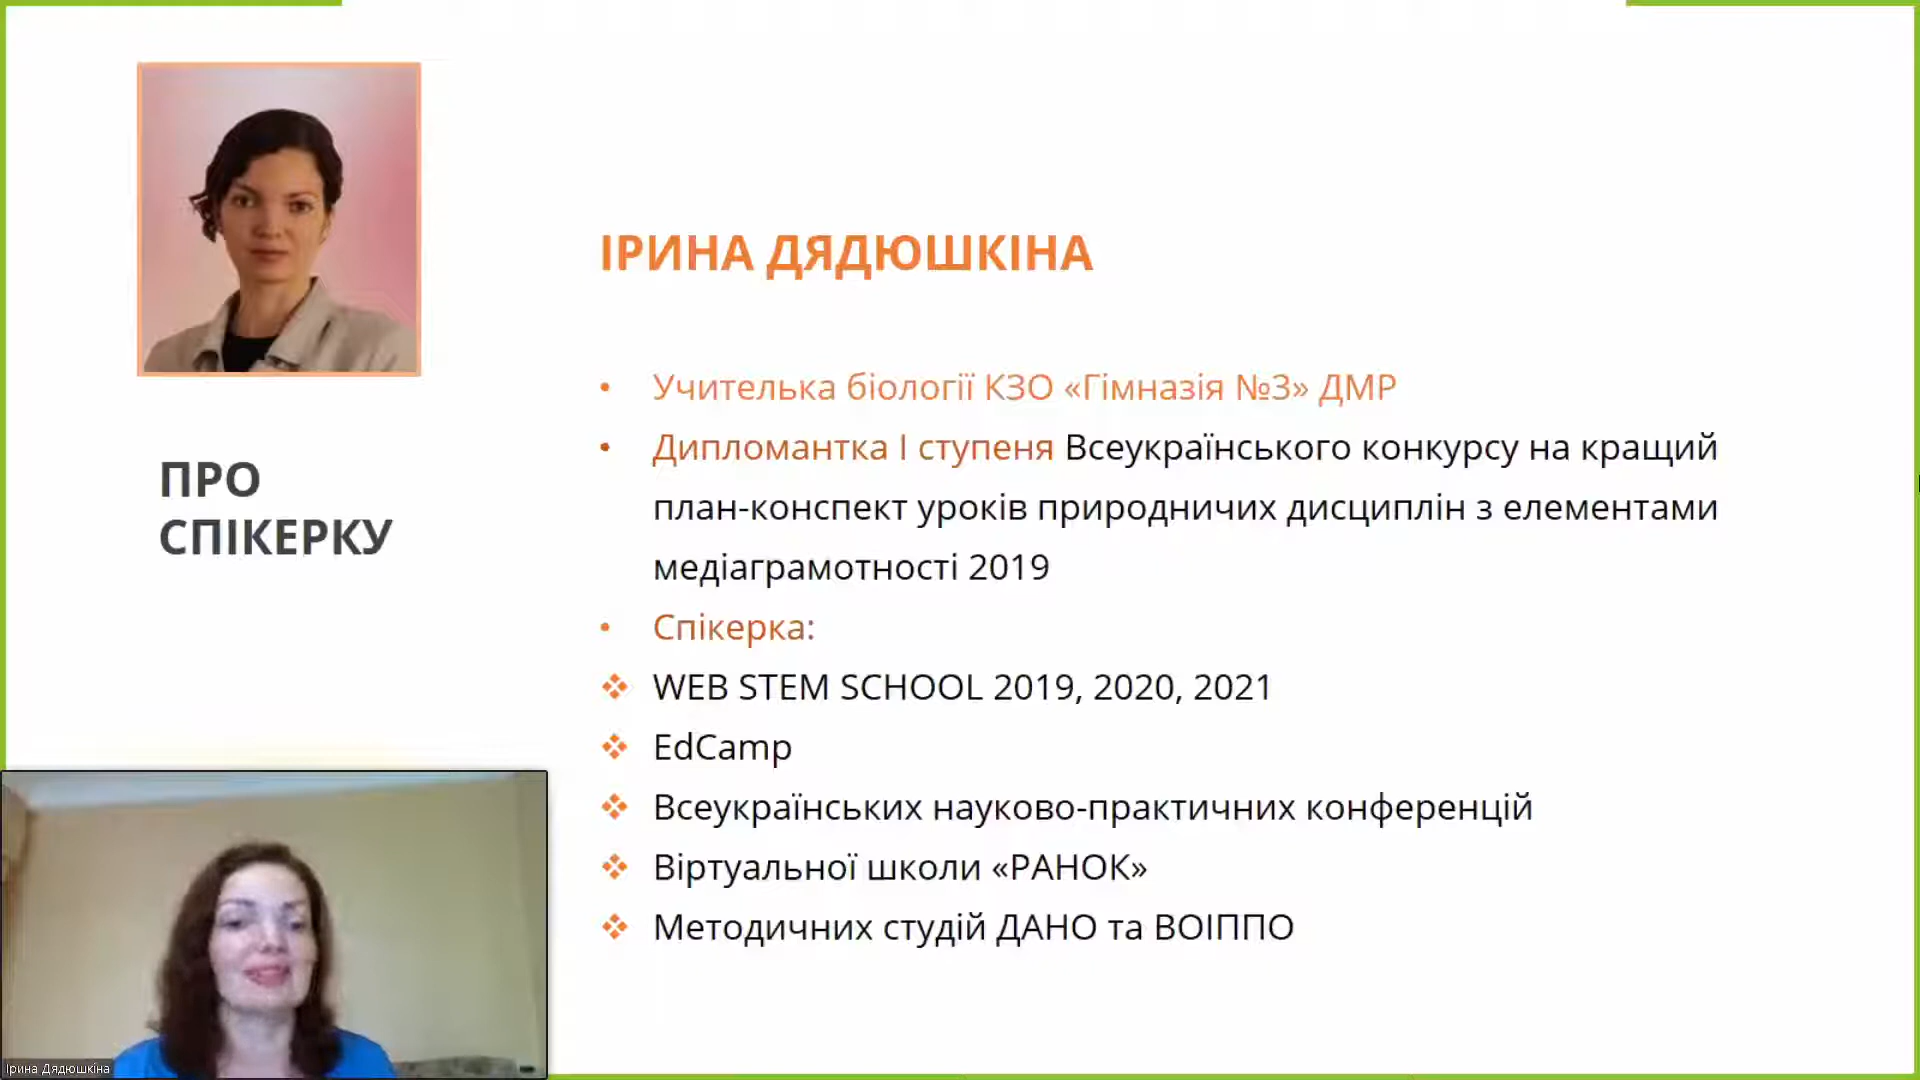 ПРО
СПІКЕРКУ
ІРИНА ДЯДЮШКІНА
• Учителька біології КЗО «Гімназія №3» ДМР
• Дипломантка І ступеня Всеукраїнського конкурсу на кращий
план-конспект уроків природничих дисциплін з елементами
медіаграмотності 2019
• Спікерка:
❖ WEB STEM SCHOOL 2019, 2020, 2021
❖ EdCamp
❖ Всеукраїнських науково-практичних конференцій
❖ Віртуальної школи «РАНОК»
❖ Методичних студій ДАНО та ВОІППО
Ірина Дядюшкіна